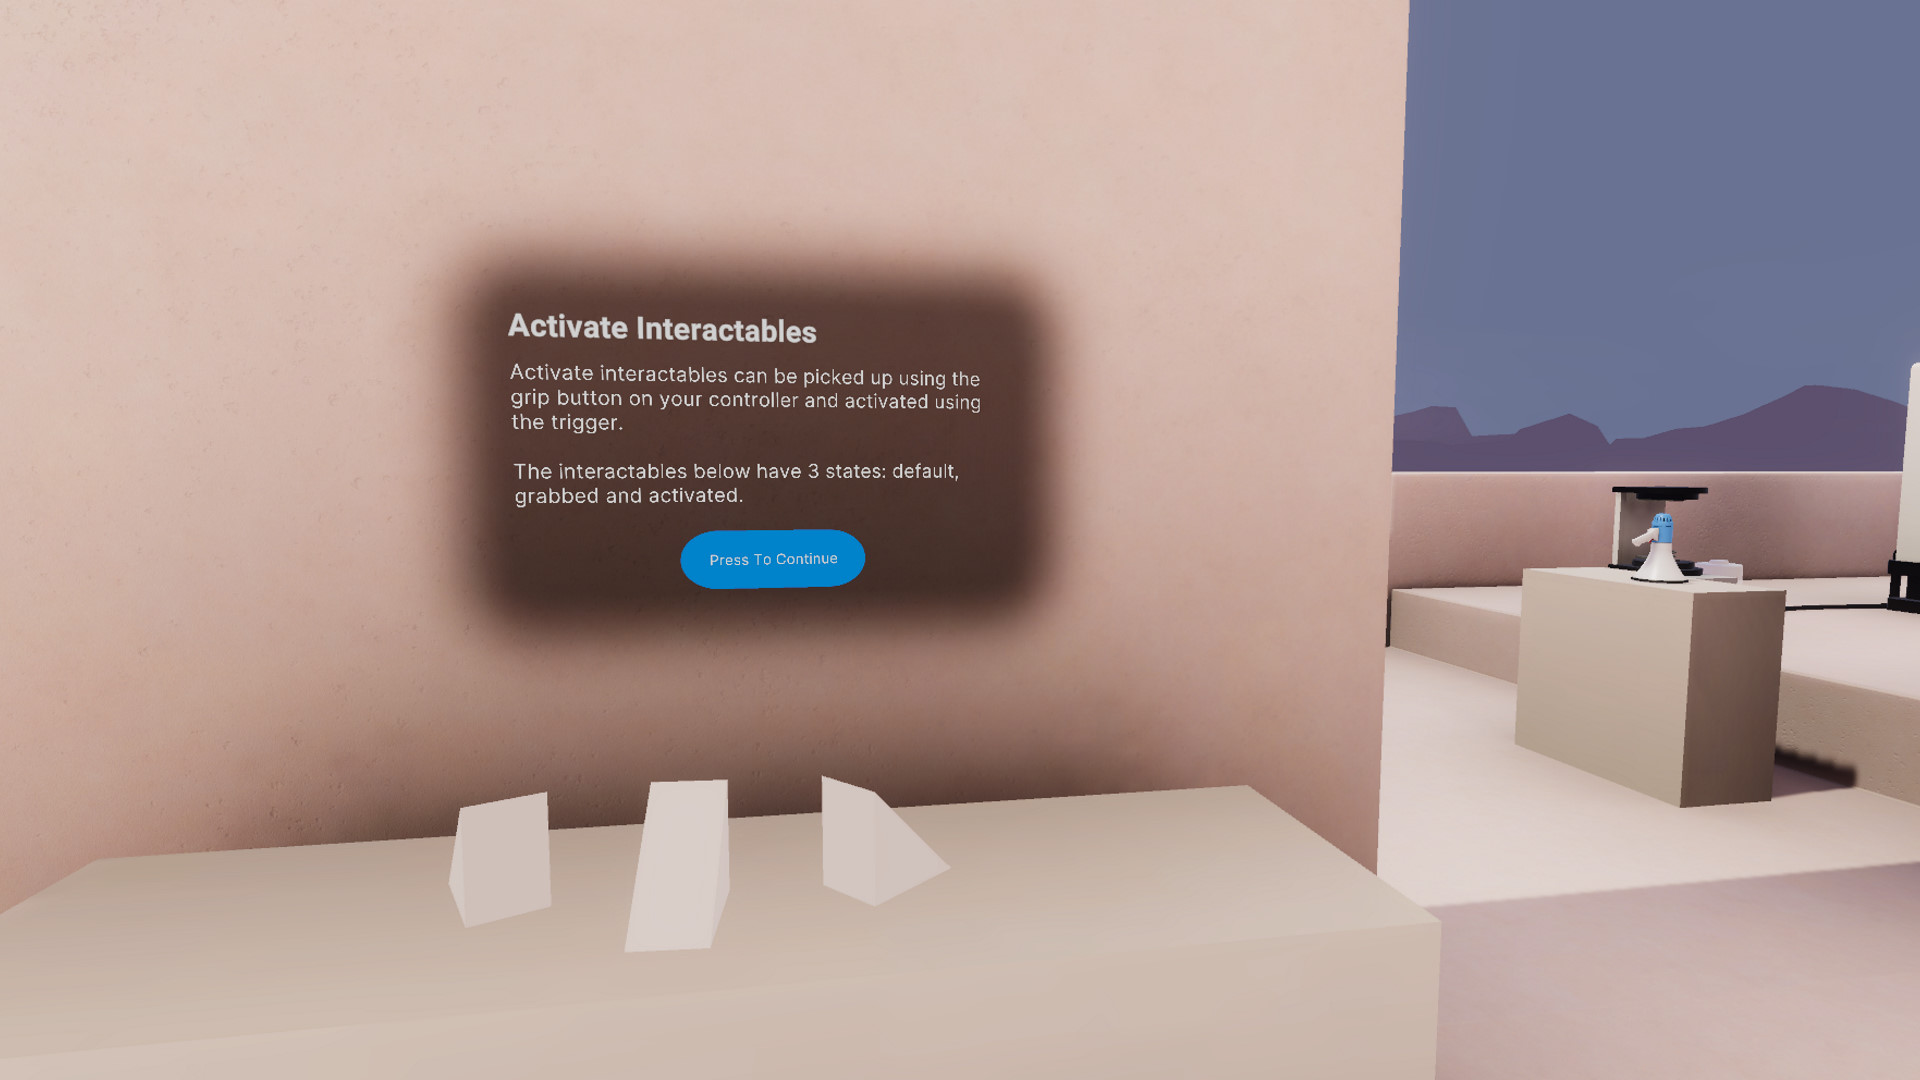 Activate Interactables
Activate interactables can be picked up using the
grip button on your controller and activated using
the trigger.
The interactables below have 3 states: default,
grabbed and activated.
Press To Continue